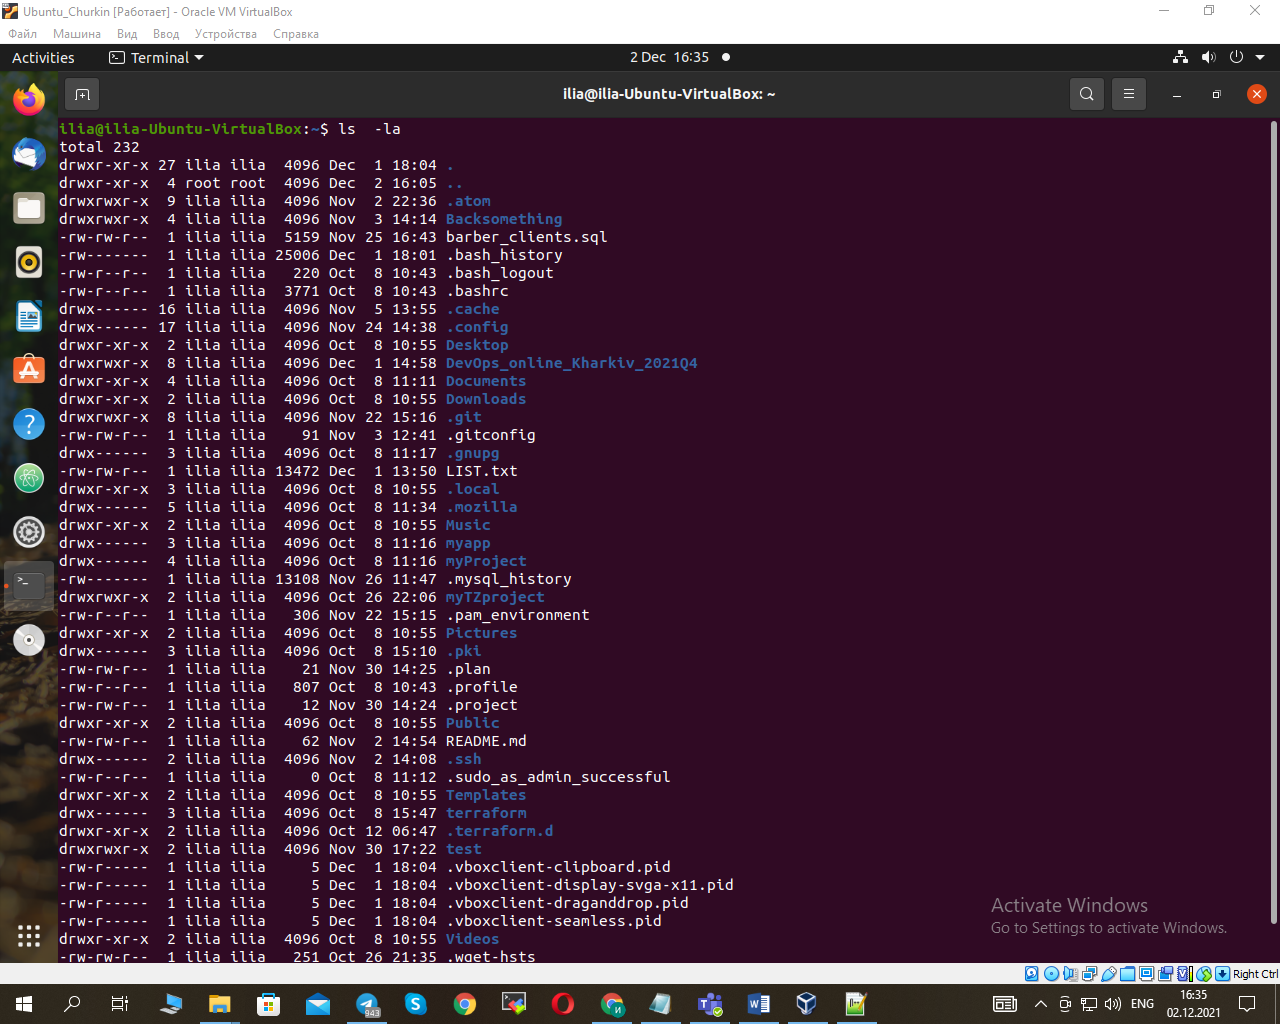 Ubuntu_Churkin [Работает] - Oracle VM VirtualBox
Файл Машина Вид Ввод Устройства Справка
Activities Terminal 2 Dec 16:35
ilia@ilia-Ubuntu-VirtualBox: ~
ilia@ilia-Ubuntu-VirtualBox:~$ ls  -la
total 232
drwxr-xr-x 27 ilia ilia  4096 Dec  1 18:04 .
drwxr-xr-x  4 root root  4096 Dec  2 16:05 ..
drwxrwxr-x  9 ilia ilia  4096 Nov  2 22:36 .atom
drwxrwxr-x  4 ilia ilia  4096 Nov  3 14:14 Backsomething
-rw-rw-r--  1 ilia ilia  5159 Nov 25 16:43 barber_clients.sql
-rw-------  1 ilia ilia 25006 Dec  1 18:01 .bash_history
-rw-r--r--  1 ilia ilia   220 Oct  8 10:43 .bash_logout
-rw-r--r--  1 ilia ilia  3771 Oct  8 10:43 .bashrc
drwx------ 16 ilia ilia  4096 Nov  5 13:55 .cache
drwx------ 17 ilia ilia  4096 Nov 24 14:38 .config
drwxr-xr-x  2 ilia ilia  4096 Oct  8 10:55 Desktop
drwxrwxr-x  8 ilia ilia  4096 Dec  1 14:58 DevOps_online_Kharkiv_2021Q4
drwxr-xr-x  4 ilia ilia  4096 Oct  8 11:11 Documents
drwxr-xr-x  2 ilia ilia  4096 Oct  8 10:55 Downloads
drwxrwxr-x  8 ilia ilia  4096 Nov 22 15:16 .git
-rw-rw-r--  1 ilia ilia    91 Nov  3 12:41 .gitconfig
drwx------  3 ilia ilia  4096 Oct  8 11:17 .gnupg
-rw-rw-r--  1 ilia ilia 13472 Dec  1 13:50 LIST.txt
drwxr-xr-x  3 ilia ilia  4096 Oct  8 10:55 .local
drwx------  5 ilia ilia  4096 Oct  8 11:34 .mozilla
drwxr-xr-x  2 ilia ilia  4096 Oct  8 10:55 Music
drwx------  3 ilia ilia  4096 Oct  8 11:16 myapp
drwx------  4 ilia ilia  4096 Oct  8 11:16 myProject
-rw-------  1 ilia ilia 13108 Nov 26 11:47 .mysql_history
drwxrwxr-x  2 ilia ilia  4096 Oct 26 22:06 myTZproject
-rw-rw-r--  1 ilia ilia   306 Nov 22 15:15 .pam_environment
drwxr-xr-x  2 ilia ilia  4096 Oct  8 10:55 Pictures
drwx------  3 ilia ilia  4096 Oct  8 15:10 .pki
-rw-rw-r--  1 ilia ilia    21 Nov 30 14:25 .plan
-rw-r--r--  1 ilia ilia   807 Oct  8 10:43 .profile
-rw-rw-r--  1 ilia ilia    12 Nov 30 14:24 .project
drwxr-xr-x  2 ilia ilia  4096 Oct  8 10:55 Public
-rw-rw-r--  1 ilia ilia    62 Nov  2 14:54 README.md
drwx------  2 ilia ilia  4096 Nov  2 14:08 .ssh
-rw-r--r--  1 ilia ilia     0 Oct  8 11:12 .sudo_as_admin_successful
drwxr-xr-x  2 ilia ilia  4096 Oct  8 10:55 Templates
drwx------  3 ilia ilia  4096 Oct  8 15:47 terraform
drwxr-xr-x  2 ilia ilia  4096 Oct 12 06:47 .terraform.d
drwxrwxr-x  2 ilia ilia  4096 Nov 30 17:22 test
-rw-r-----  1 ilia ilia     5 Dec  1 18:04 .vboxclient-clipboard.pid
-rw-r-----  1 ilia ilia     5 Dec  1 18:04 .vboxclient-display-svga-x11.pid
-rw-r-----  1 ilia ilia     5 Dec  1 18:04 .vboxclient-draganddrop.pid
-rw-r-----  1 ilia ilia     5 Dec  1 18:04 .vboxclient-seamless.pid
drwxr-xr-x  2 ilia ilia  4096 Oct  8 10:55 Videos
-rw-rw-r--  1 ilia ilia   251 Oct 26 21:35 .wget-hsts
Activate Windows
Go to Settings to activate Windows.
Right Ctrl
943
ENG
16:35
02.12.2021